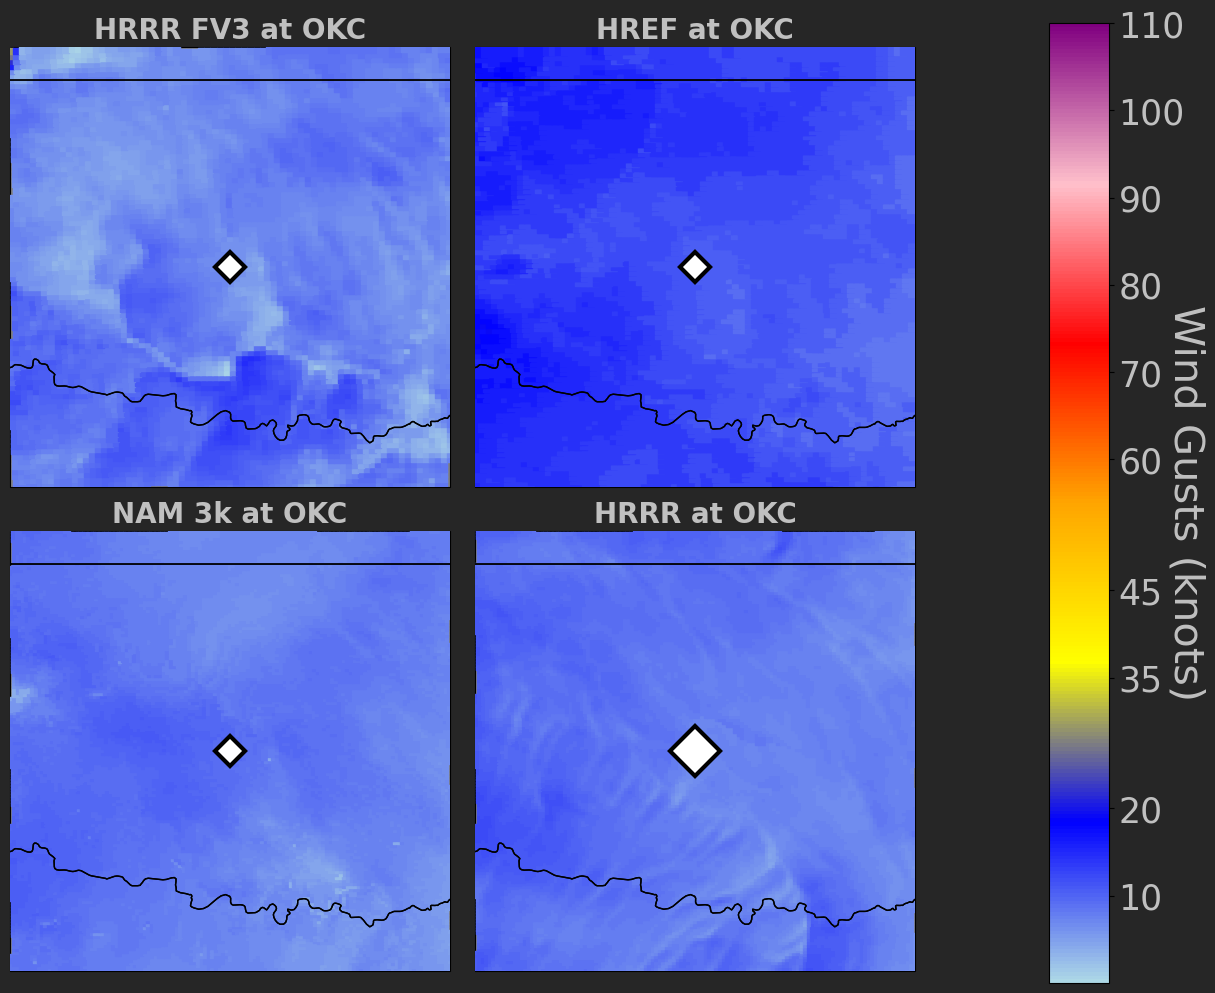 HRRR FV3 at OKC
HREF at OKC
NAM 3k at OKC
HRRR at OKC
110
100
90
80
70
60
45
35
20
10
Wind Gusts (knots)